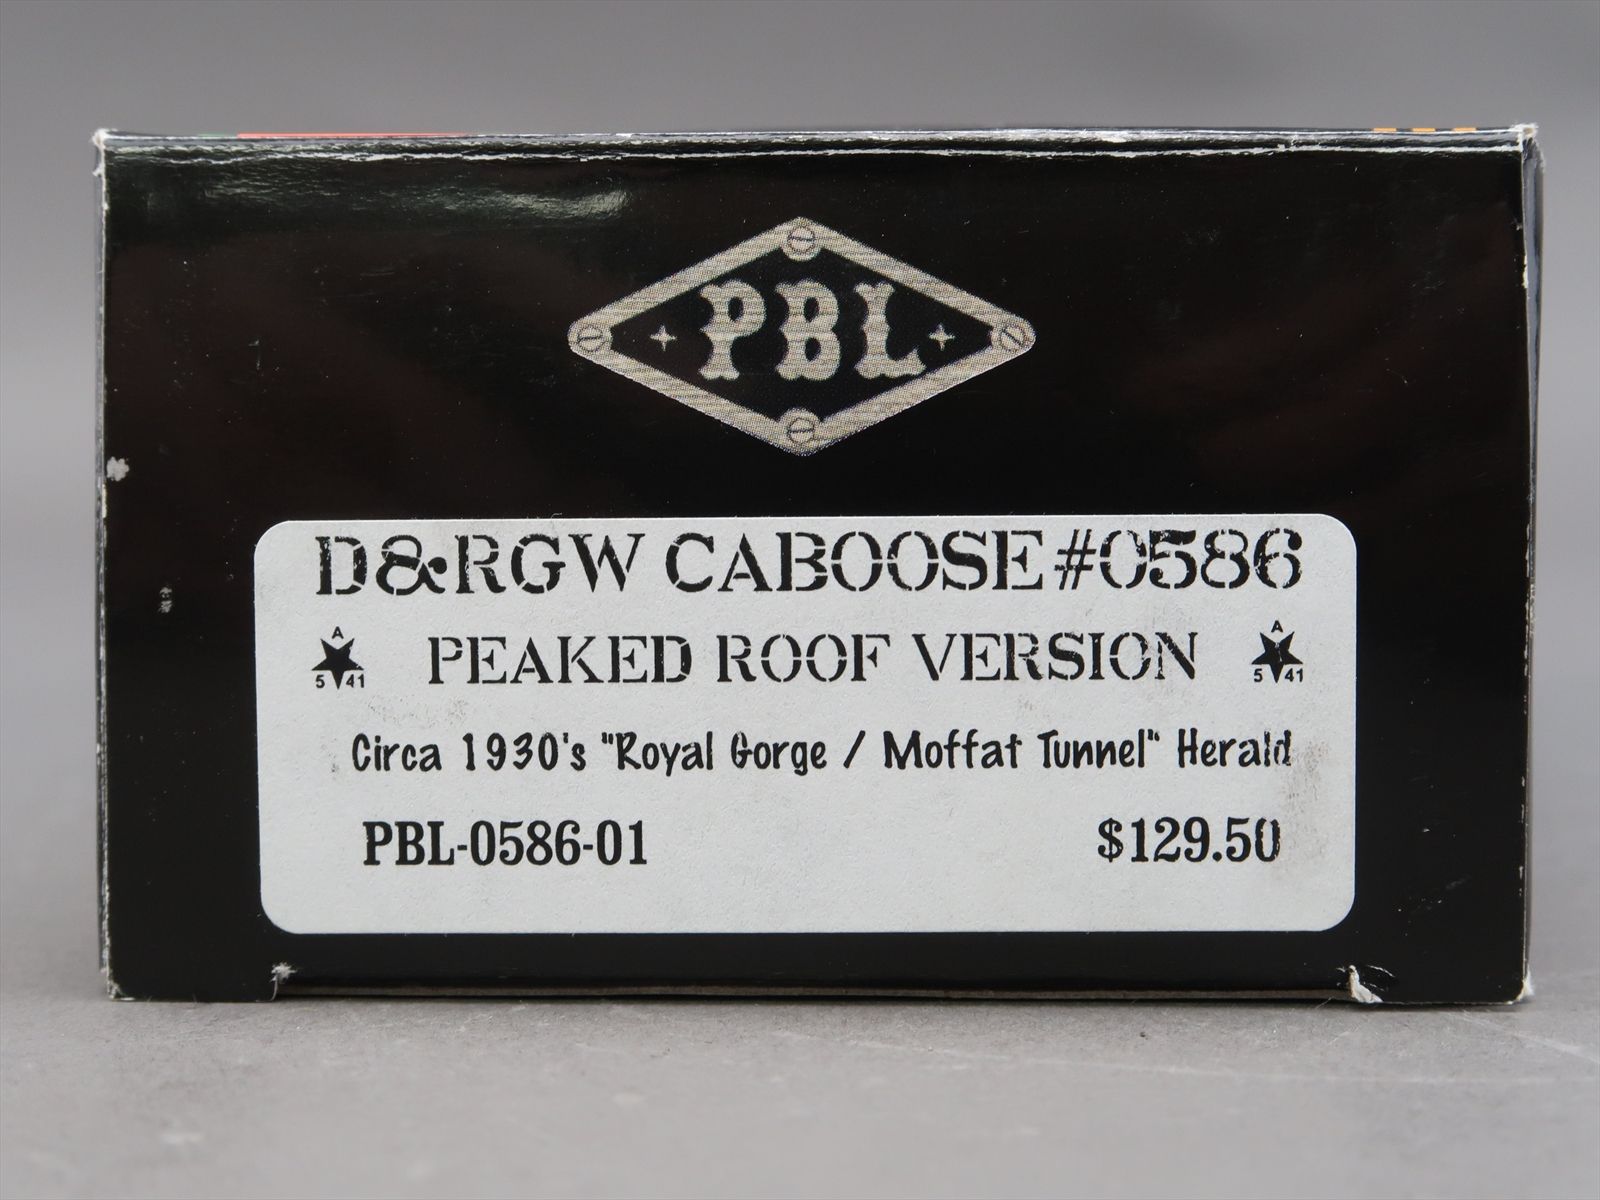 PBL
D&RGW CABOOSE #0586
A
5 41
PEAKED ROOF VERSION
A
5 41
Circa 1930's "Royal Gorge / Moffat Tunnel" Herald
PBL-0586-01
$129.50